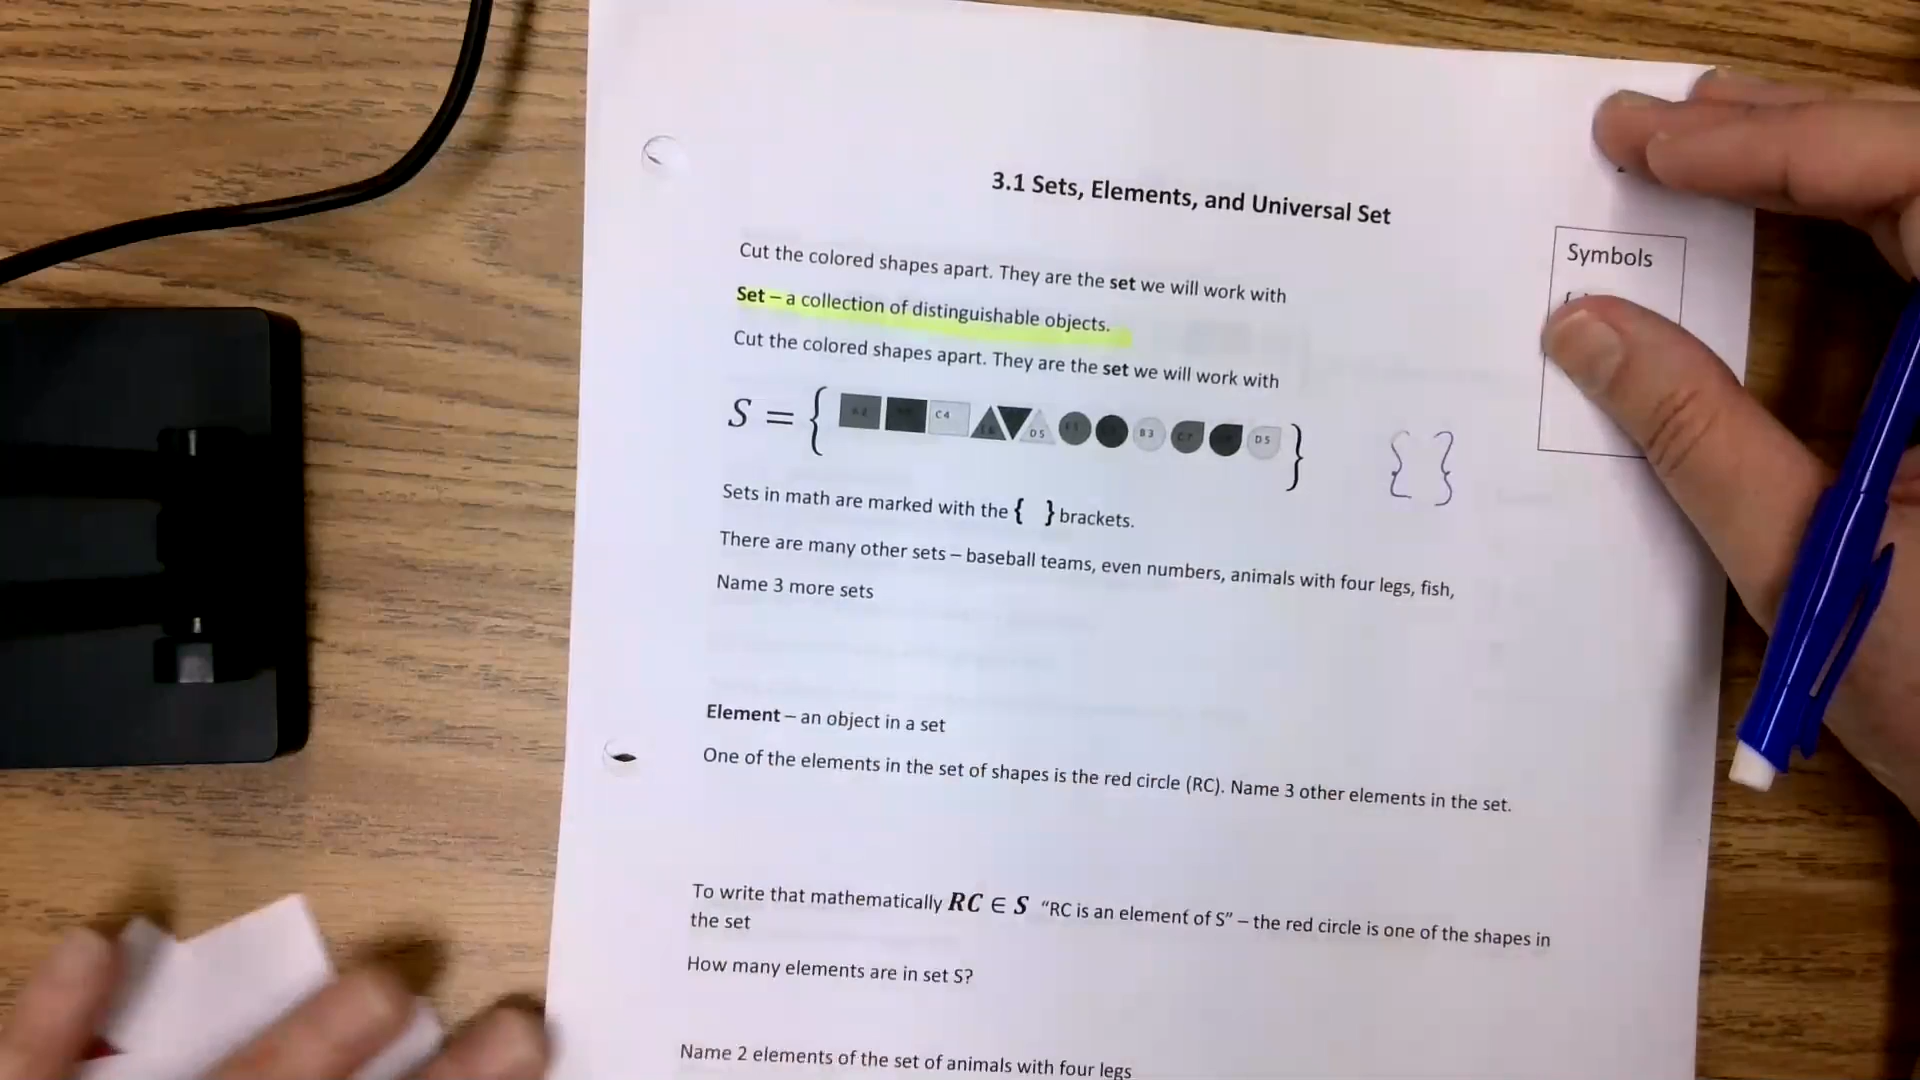 3.1 Sets, Elements, and Universal Set
Symbols
Cut the colored shapes apart. They are the set we will work with
Set – a collection of distinguishable objects.
Cut the colored shapes apart. They are the set we will work with
S = { C4 D5 B3 C7 D5 }
{ }
Sets in math are marked with the { } brackets.
There are many other sets – baseball teams, even numbers, animals with four legs, fish,
Name 3 more sets
Element – an object in a set
One of the elements in the set of shapes is the red circle (RC). Name 3 other elements in the set.
To write that mathematically RC ∈ S “RC is an element of S” – the red circle is one of the shapes in
the set
How many elements are in set S?
Name 2 elements of the set of animals with four legs